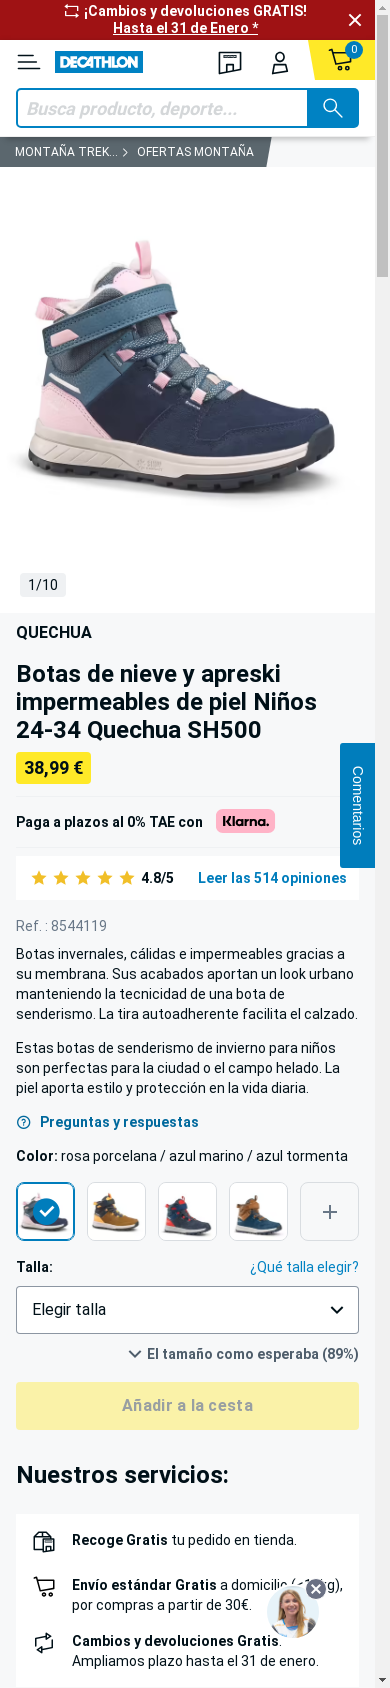 ¡Cambios y devoluciones GRATIS!
Hasta el 31 de Enero *
DECATHLON
0
Busca producto, deporte...
MONTAÑA TREK... > OFERTAS MONTAÑA
1/10
QUECHUA
Botas de nieve y apreski
impermeables de piel Niños
24-34 Quechua SH500
38,99 €
Comentarios
Paga a plazos al 0% TAE con Klarna.
4.8/5 Leer las 514 opiniones
Ref. : 8544119
Botas invernales, cálidas e impermeables gracias a
su membrana. Sus acabados aportan un look urbano
manteniendo la tecnicidad de una bota de
senderismo. La tira autoadherente facilita el calzado.
Estas botas de senderismo de invierno para niños
son perfectas para la ciudad o el campo helado. La
piel aporta estilo y protección en la vida diaria.
Preguntas y respuestas
Color: rosa porcelana / azul marino / azul tormenta
Talla: ¿Qué talla elegir?
Elegir talla
El tamaño como esperaba (89%)
Añadir a la cesta
Nuestros servicios:
Recoge Gratis tu pedido en tienda.
Envío estándar Gratis a domicilio
por compras a partir de 30€.
Cambios y devoluciones Gratis.
Ampliamos plazo hasta el 31 de enero.